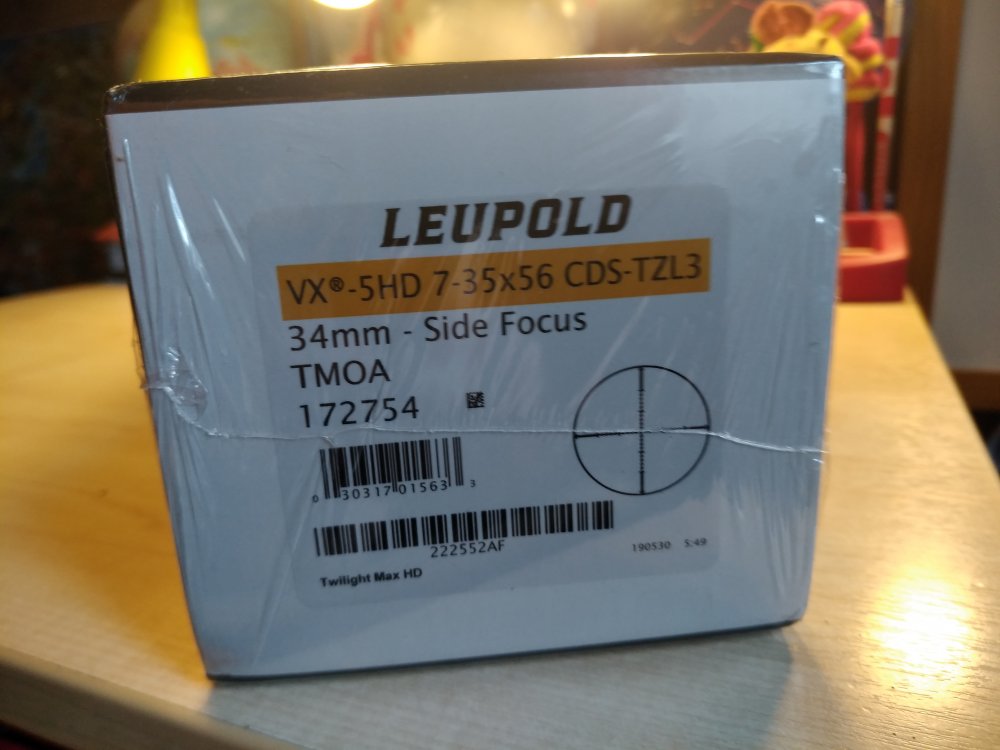 LEUPOLD
VX®-5HD 7-35x56 CDS-TZL3
34mm - Side Focus
TMOA
172754
0 30317 01563 3
222552AF
190530 5:49
Twilight Max HD